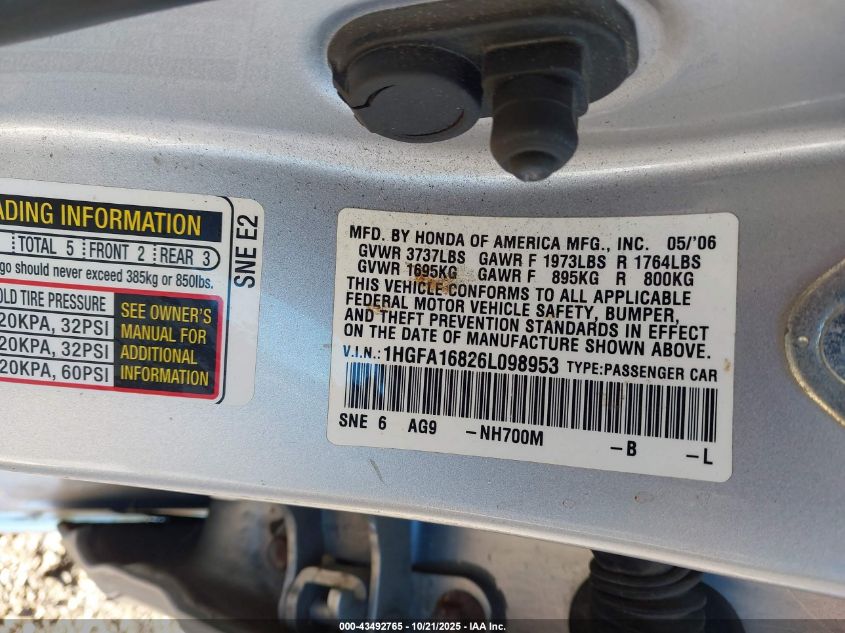 ADING INFORMATION
TOTAL 5 FRONT 2 REAR 3
go should never exceed 385kg or 850lbs.
OLD TIRE PRESSURE
20KPA, 32PSI
20KPA, 32PSI
20KPA, 60PSI
SEE OWNER'S
MANUAL FOR
ADDITIONAL
INFORMATION
SNE E2
MFD. BY HONDA OF AMERICA MFG., INC. 05/'06
GVWR 3737LBS GAWR F 1973LBS R 1764LBS
GVWR 1695KG GAWR F 895KG R 800KG
THIS VEHICLE CONFORMS TO ALL APPLICABLE
FEDERAL MOTOR VEHICLE SAFETY, BUMPER,
AND THEFT PREVENTION STANDARDS IN EFFECT
ON THE DATE OF MANUFACTURE SHOWN ABOVE.
V.I.N.: 1HGFA16826L098953 TYPE:PASSENGER CAR
SNE 6 AG9 -NH700M -B -L
000-43492765 - 10/21/2025 - IAA Inc.